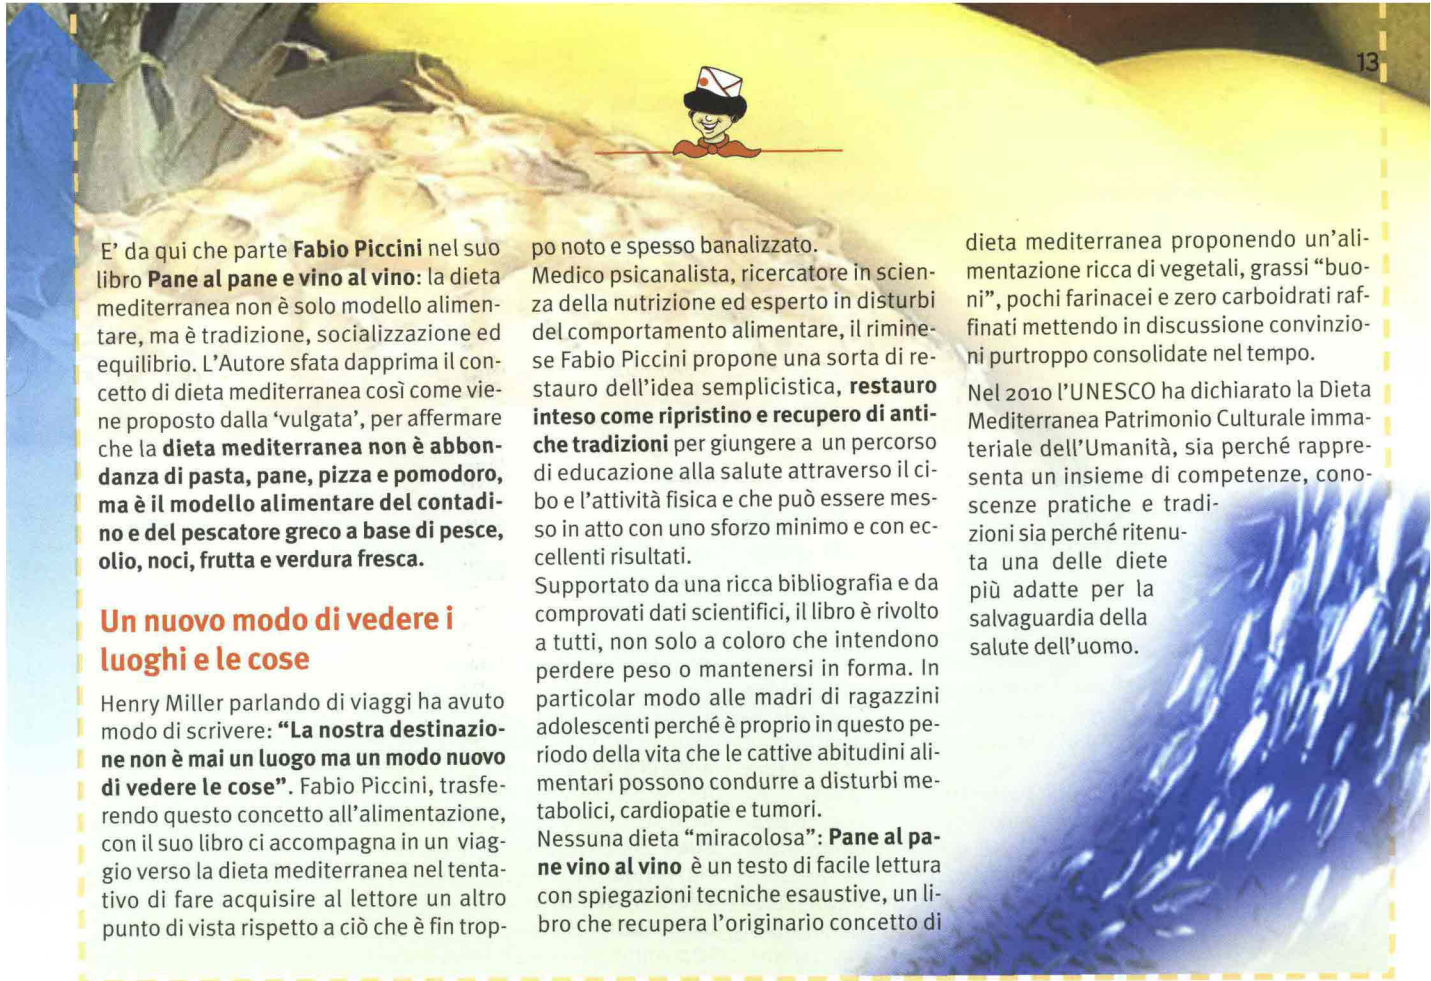 13
E' da qui che parte Fabio Piccini nel suo
libro Pane al pane e vino al vino: la dieta
mediterranea non è solo modello alimen-
tare, ma è tradizione, socializzazione ed
equilibrio. L'Autore sfata dapprima il con-
cetto di dieta mediterranea così come vie-
ne proposto dalla 'vulgata', per affermare
che la dieta mediterranea non è abbon-
danza di pasta, pane, pizza e pomodoro,
ma è il modello alimentare del contadi-
no e del pescatore greco a base di pesce,
olio, noci, frutta e verdura fresca.
Un nuovo modo di vedere i
luoghi e le cose
Henry Miller parlando di viaggi ha avuto
modo di scrivere: “La nostra destinazio-
ne non è mai un luogo ma un modo nuovo
di vedere le cose”. Fabio Piccini, trasfe-
rendo questo concetto all'alimentazione,
con il suo libro ci accompagna in un viag-
gio verso la dieta mediterranea nel tenta-
tivo di fare acquisire al lettore un altro
punto di vista rispetto a ciò che è fin trop-
po noto e spesso banalizzato.
Medico psicanalista, ricercatore in scien-
za della nutrizione ed esperto in disturbi
del comportamento alimentare, il rimine-
se Fabio Piccini propone una sorta di re-
stauro dell'idea semplicistica, restauro
inteso come ripristino e recupero di anti-
che tradizioni per giungere a un percorso
di educazione alla salute attraverso il ci-
bo e l'attività fisica e che può essere mes-
so in atto con uno sforzo minimo e con ec-
cellenti risultati.
Supportato da una ricca bibliografia e da
comprovati dati scientifici, il libro è rivolto
a tutti, non solo a coloro che intendono
perdere peso o mantenersi in forma. In
particolar modo alle madri di ragazzini
adolescenti perché è proprio in questo pe-
riodo della vita che le cattive abitudini ali-
mentari possono condurre a disturbi me-
tabolici, cardiopatie e tumori.
Nessuna dieta “miracolosa”: Pane al pa-
ne vino al vino è un testo di facile lettura
con spiegazioni tecniche esaustive, un li-
bro che recupera l'originario concetto di
dieta mediterranea proponendo un'ali-
mentazione ricca di vegetali, grassi “buo-
ni”, pochi farinacei e zero carboidrati raf-
finati mettendo in discussione convinzio-
ni purtroppo consolidate nel tempo.
Nel 2010 l'UNESCO ha dichiarato la Dieta
Mediterranea Patrimonio Culturale imma-
teriale dell'Umanità, sia perché rappre-
senta un insieme di competenze, cono-
scenze pratiche e tradi-
zioni sia perché ritenu-
ta una delle diete
più adatte per la
salvaguardia della
salute dell'uomo.